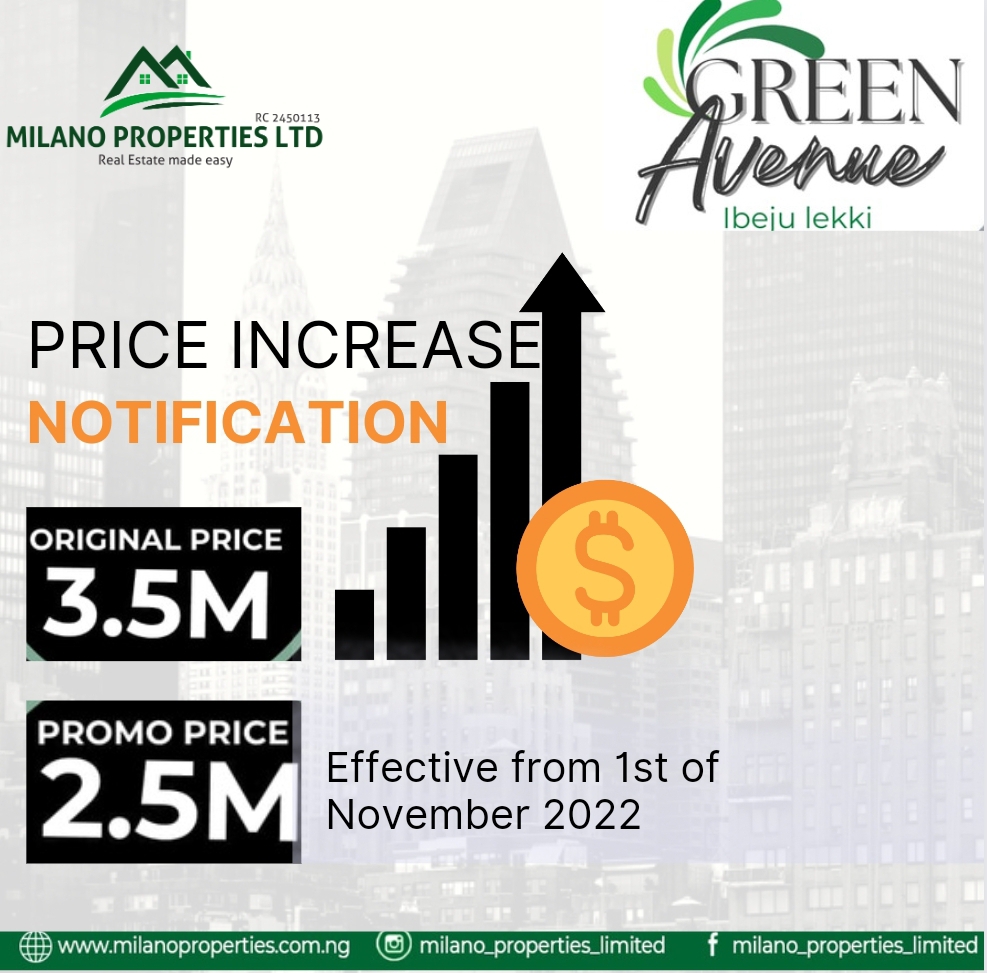 RC 2450113
MILANO PROPERTIES LTD
Real Estate made easy
GREEN
Avenue
Ibeju lekki
PRICE INCREASE
NOTIFICATION
ORIGINAL PRICE
3.5M
PROMO PRICE
2.5M
Effective from 1st of
November 2022
www.milanoproperties.com.ng milano_properties_limited milano_properties_limited